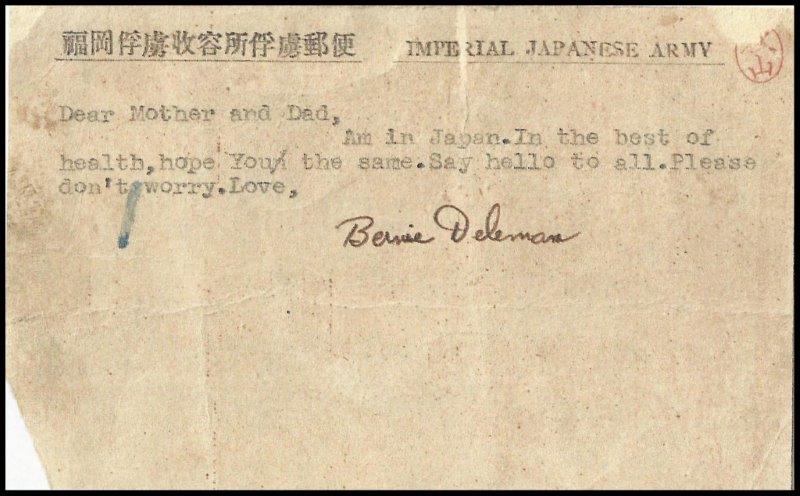 福岡俘虜收容所俘虜郵便 IMPERIAL JAPANESE ARMY
Dear Mother and Dad,
Am in Japan.In the best of
health,hope You the same.Say hello to all.Please
don't worry.Love,
Bernie Deleman